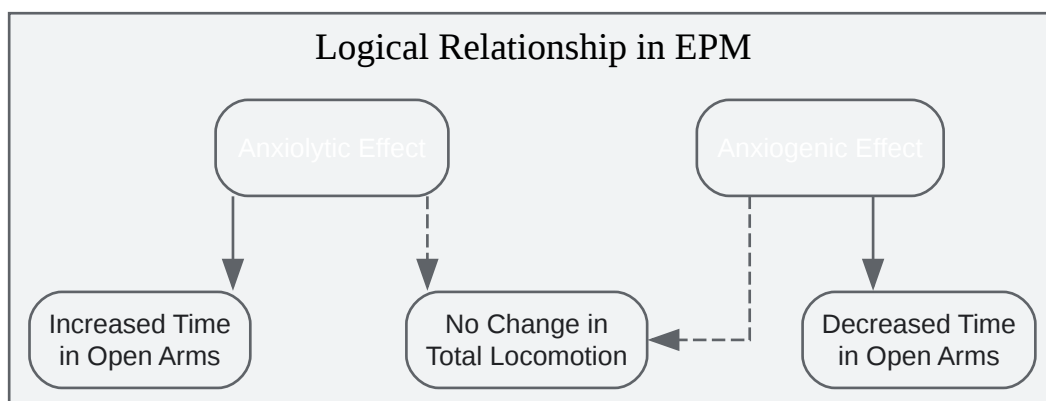 Logical Relationship in EPM
Anxiolytic Effect
Anxiogenic Effect
Increased Time
in Open Arms
No Change in
Total Locomotion
Decreased Time
in Open Arms